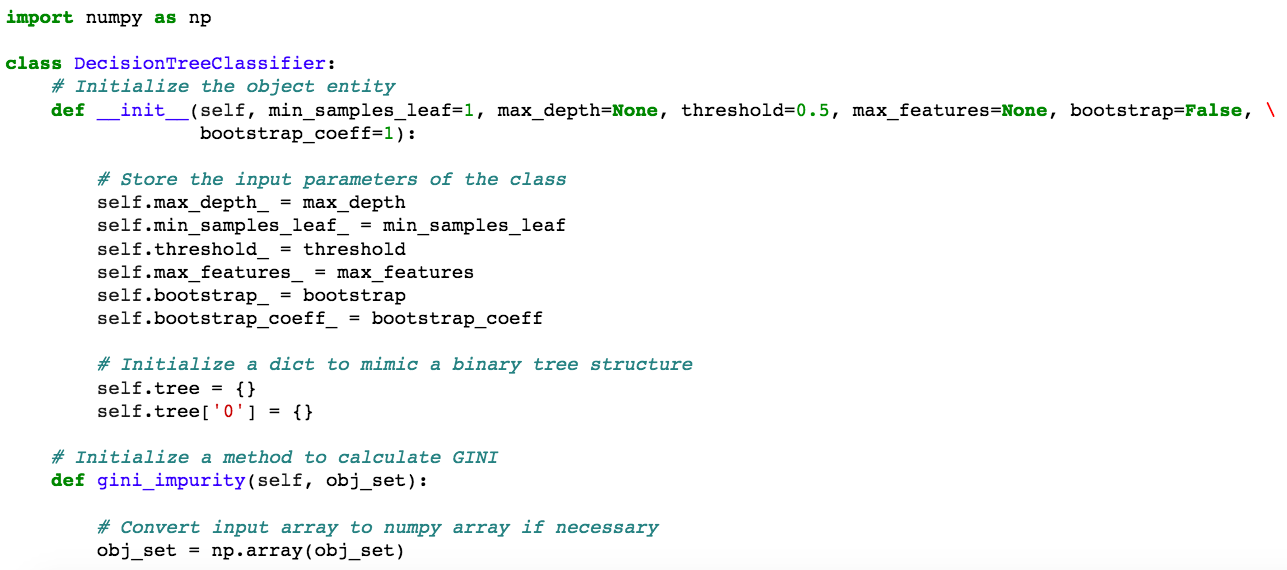 import numpy as np
class DecisionTreeClassifier:
# Initialize the object entity
def __init__(self, min_samples_leaf=1, max_depth=None, threshold=0.5, max_features=None, bootstrap=False, \
bootstrap_coeff=1):
# Store the input parameters of the class
self.max_depth_ = max_depth
self.min_samples_leaf_ = min_samples_leaf
self.threshold_ = threshold
self.max_features_ = max_features
self.bootstrap_ = bootstrap
self.bootstrap_coeff_ = bootstrap_coeff
# Initialize a dict to mimic a binary tree structure
self.tree = {}
self.tree['0'] = {}
# Initialize a method to calculate GINI
def gini_impurity(self, obj_set):
# Convert input array to numpy array if necessary
obj_set = np.array(obj_set)